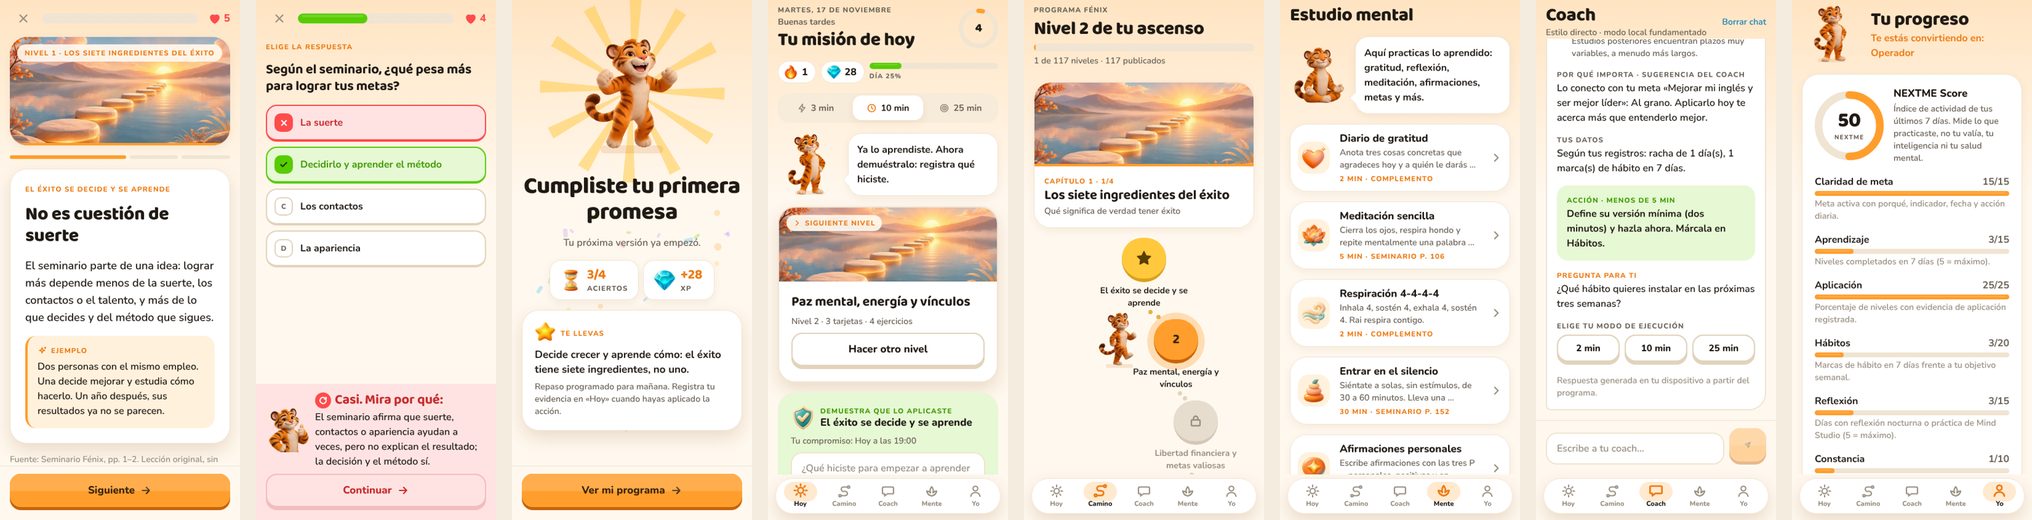 5
NIVEL 1 · LOS SIETE INGREDIENTES DEL ÉXITO
EL ÉXITO SE DECIDE Y SE APRENDE
No es cuestión de
suerte
El seminario parte de una idea: lograr
más depende menos de la suerte, los
contactos o el talento, y más de lo
que decides y del método que sigues.
EJEMPLO
Dos personas con el mismo empleo.
Una decide mejorar y estudia cómo
hacerlo. Un año después, sus
resultados ya no se parecen.
Fuente: Seminario Fénix, pp. 1–2. Lección original, sin
Siguiente →
4
ELIGE LA RESPUESTA
Según el seminario, ¿qué pesa más
para lograr tus metas?
La suerte
Decidirlo y aprender el método
C Los contactos
D La apariencia
Casi. Mira por qué:
El seminario afirma que suerte,
contactos o apariencia ayudan a
veces, pero no explican el resultado;
la decisión y el método sí.
Continuar →
Cumpliste tu primera
promesa
Tu próxima versión ya empezó.
3/4
ACIERTOS
+28
XP
TE LLEVAS
Decide crecer y aprende cómo: el éxito
tiene siete ingredientes, no uno.
Repaso programado para mañana. Registra tu
evidencia en «Hoy» cuando hayas aplicado la
acción.
Ver mi programa →
MARTES, 17 DE NOVIEMBRE
Buenas tardes
Tu misión de hoy
4
1
28
DÍA 25%
3 min
10 min
25 min
Ya lo aprendiste. Ahora
demuéstralo: registra qué
hiciste.
SIGUIENTE NIVEL
Paz mental, energía y vínculos
Nivel 2 · 3 tarjetas · 4 ejercicios
Hacer otro nivel
DEMUESTRA QUE LO APLICASTE
El éxito se decide y se aprende
Tu compromiso: Hoy a las 19:00
¿Qué hiciste para empezar a aprender
Hoy Camino Coach Mente Yo
PROGRAMA FÉNIX
Nivel 2 de tu ascenso
1 de 117 niveles · 117 publicados
CAPÍTULO 1 · 1/4
Los siete ingredientes del éxito
Qué significa de verdad tener éxito
El éxito se decide y se
aprende
2
Paz mental, energía y
vínculos
Libertad financiera y
metas valiosas
Hoy Camino Coach Mente Yo
Estudio mental
Aquí practicas lo aprendido:
gratitud, reflexión,
meditación, afirmaciones,
metas y más.
Diario de gratitud
Anota tres cosas concretas que
agradeces hoy y a quién le darás ...
2 MIN · COMPLEMENTO
Meditación sencilla
Cierra los ojos, respira hondo y
repite mentalmente una palabra ...
5 MIN · SEMINARIO P. 106
Respiración 4-4-4-4
Inhala 4, sostén 4, exhala 4, sostén
4. Rai respira contigo.
2 MIN · COMPLEMENTO
Entrar en el silencio
Siéntate a solas, sin estímulos, de
30 a 60 minutos. Lleva una ...
30 MIN · SEMINARIO P. 152
Afirmaciones personales
Escribe afirmaciones con las tres P
Hoy Camino Coach Mente Yo
Coach
Borrar chat
Estilo directo · modo local fundamentado
Estudios posteriores encuentran plazos muy
variables, a menudo más largos.
POR QUÉ IMPORTA · SUGERENCIA DEL COACH
Lo conecto con tu meta «Mejorar mi inglés y
ser mejor líder»: Al grano. Aplicarlo hoy te
acerca más que entenderlo mejor.
TUS DATOS
Según tus registros: racha de 1 día(s), 1
marca(s) de hábito en 7 días.
ACCIÓN · MENOS DE 5 MIN
Define su versión mínima (dos
minutos) y hazla ahora. Márcala en
Hábitos.
PREGUNTA PARA TI
¿Qué hábito quieres instalar en las próximas
tres semanas?
ELIGE TU MODO DE EJECUCIÓN
2 min
10 min
25 min
Respuesta generada en tu dispositivo a partir del
programa.
Escribe a tu coach...
Hoy Camino Coach Mente Yo
Tu progreso
Te estás convirtiendo en:
Operador
50
NEXTME
NEXTME Score
Índice de actividad de tus
últimos 7 días. Mide lo que
practicaste, no tu valía, tu
inteligencia ni tu salud
mental.
Claridad de meta 15/15
Meta activa con porqué, indicador, fecha y acción
diaria.
Aprendizaje 3/15
Niveles completados en 7 días (5 = máximo).
Aplicación 25/25
Porcentaje de niveles con evidencia de aplicación
registrada.
Hábitos 3/20
Marcas de hábito en 7 días frente a tu objetivo
semanal.
Reflexión 3/15
Días con reflexión nocturna o práctica de Mind
Studio (5 = máximo).
Constancia 1/10
Hoy Camino Coach Mente Yo